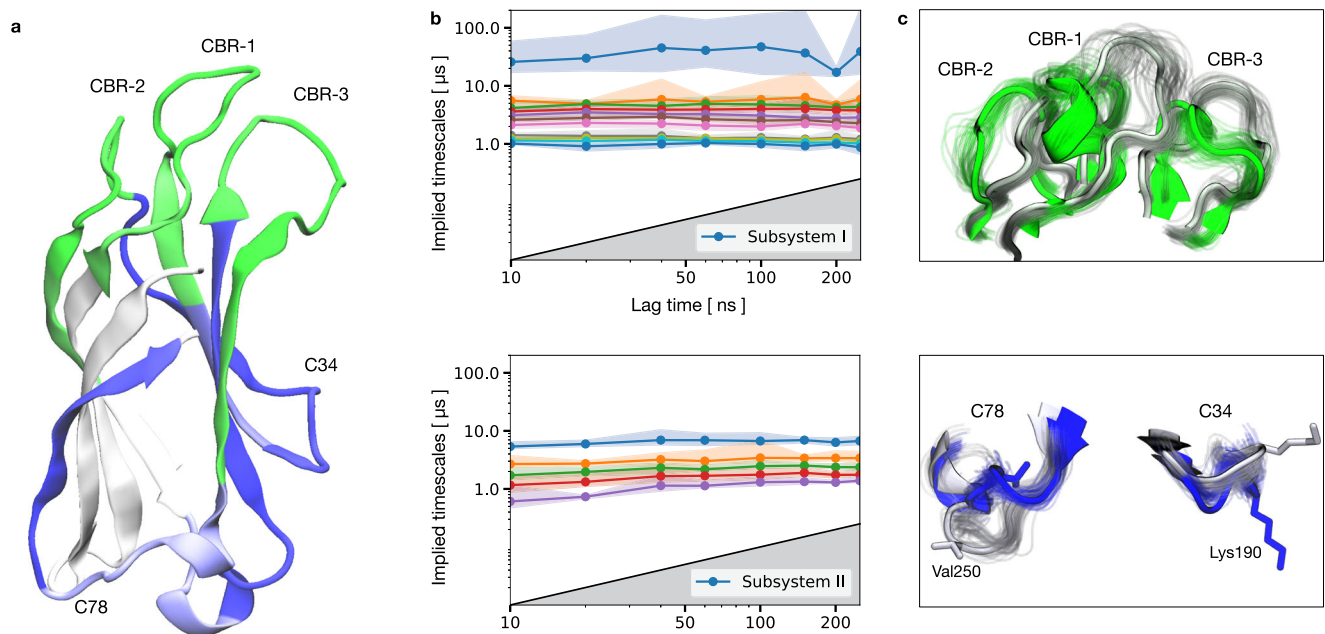 a
CBR-1
CBR-2
CBR-3
C34
C78
b
Implied timescales [ µs ]
100.0
10.0
1.0
Subsystem I
10
50
100
200
Lag time [ ns ]
Implied timescales [ µs ]
100.0
10.0
1.0
Subsystem II
10
50
100
200
c
CBR-1
CBR-2
CBR-3
C78
C34
Val250
Lys190